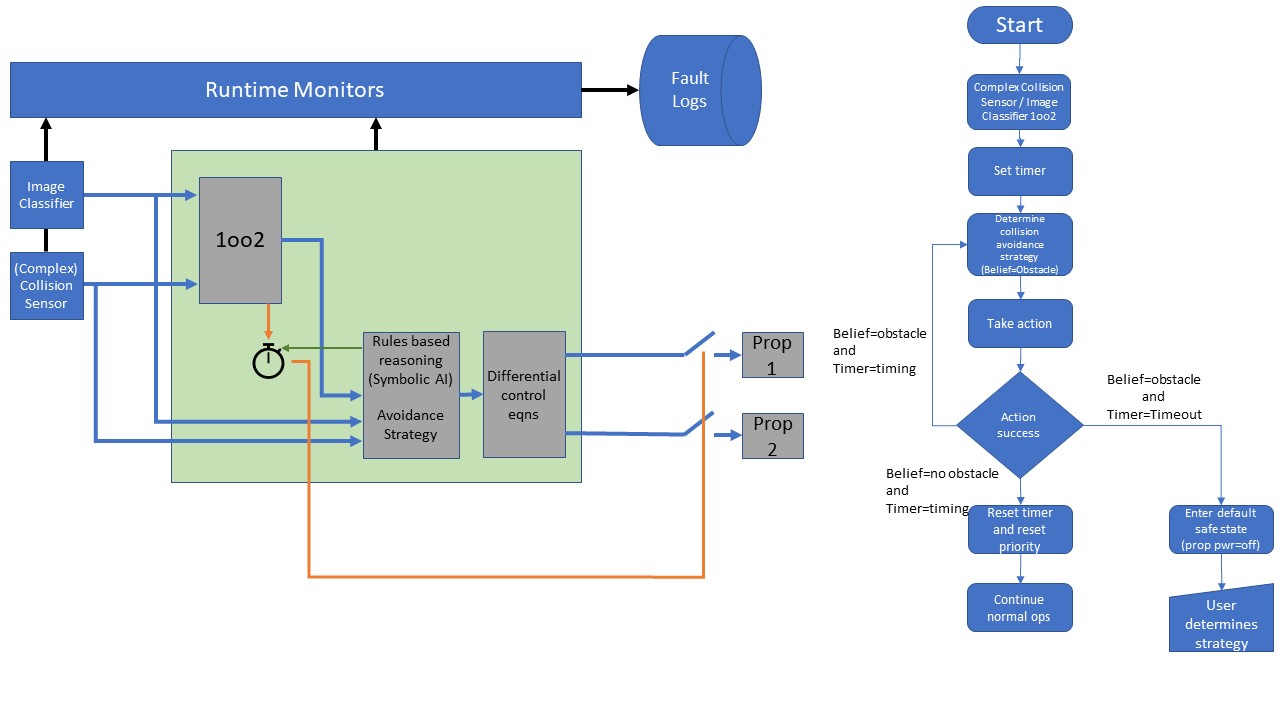 Runtime Monitors
Fault
Logs
Image
Classifier
(Complex)
Collision
Sensor
1oo2
Rules based
reasoning
(Symbolic AI)
Avoidance
Strategy
Differential
control
eqns
Prop
1
Prop
2
Start
Complex Collision
Sensor / Image
Classifier 1oo2
Set timer
Determine
collision
avoidance
strategy
(Belief=Obstacle)
Take action
Belief=obstacle
and
Timer=timing
Action
success
Belief=obstacle
and
Timer=Timeout
Belief=no obstacle
and
Timer=timing
Reset timer
and reset
priority
Continue
normal ops
Enter default
safe state
(prop pwr=off)
User
determines
strategy